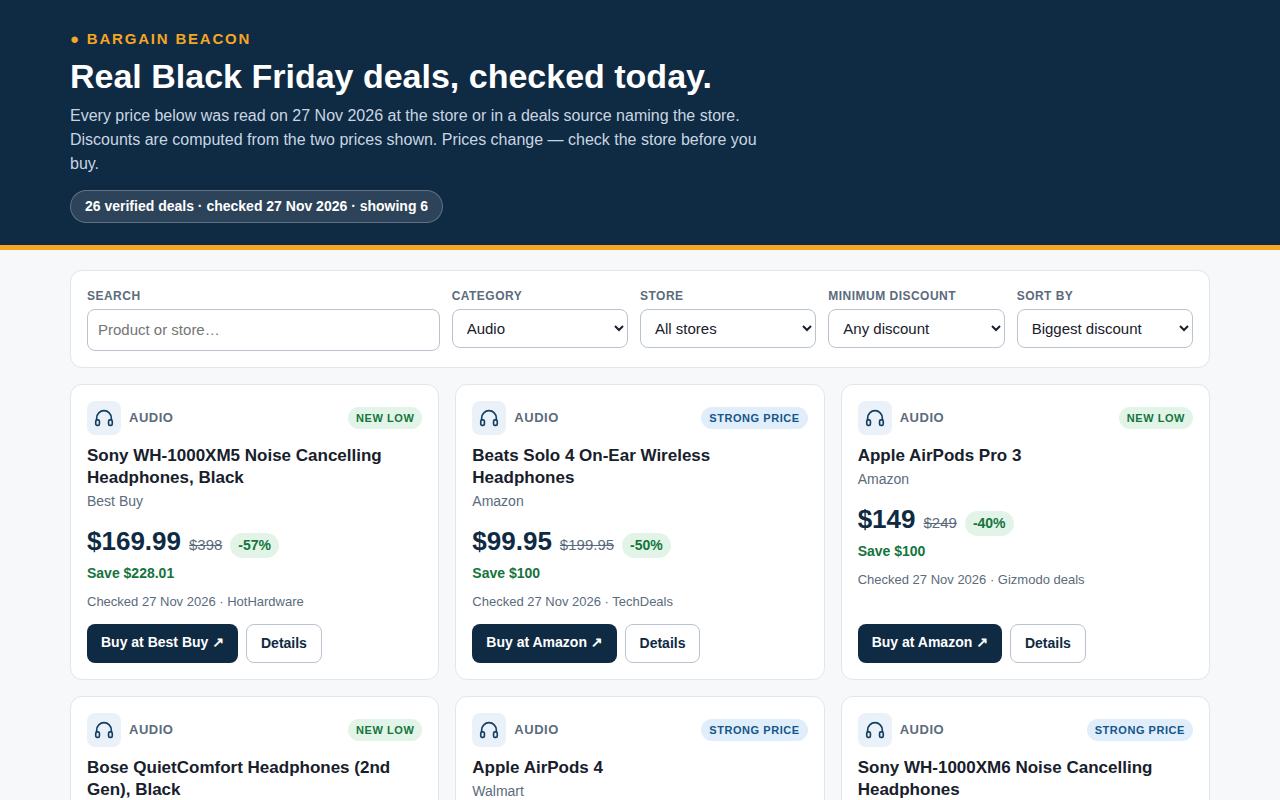 ● BARGAIN BEACON
Real Black Friday deals, checked today.
Every price below was read on 27 Nov 2026 at the store or in a deals source naming the store.
Discounts are computed from the two prices shown. Prices change — check the store before you
buy.
26 verified deals · checked 27 Nov 2026 · showing 6
SEARCH
Product or store…
CATEGORY
Audio
STORE
All stores
MINIMUM DISCOUNT
Any discount
SORT BY
Biggest discount
AUDIO
NEW LOW
Sony WH-1000XM5 Noise Cancelling
Headphones, Black
Best Buy
$169.99 $398 -57%
Save $228.01
Checked 27 Nov 2026 · HotHardware
Buy at Best Buy ↗
Details
AUDIO
STRONG PRICE
Beats Solo 4 On-Ear Wireless
Headphones
Amazon
$99.95 $199.95 -50%
Save $100
Checked 27 Nov 2026 · TechDeals
Buy at Amazon ↗
Details
AUDIO
NEW LOW
Apple AirPods Pro 3
Amazon
$149 $249 -40%
Save $100
Checked 27 Nov 2026 · Gizmodo deals
Buy at Amazon ↗
Details
AUDIO
NEW LOW
Bose QuietComfort Headphones (2nd
Gen), Black
AUDIO
STRONG PRICE
Apple AirPods 4
Walmart
AUDIO
STRONG PRICE
Sony WH-1000XM6 Noise Cancelling
Headphones